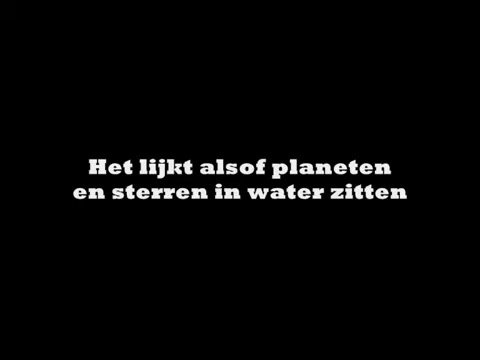 Het lijkt alsof planeten
en sterren in water zitten